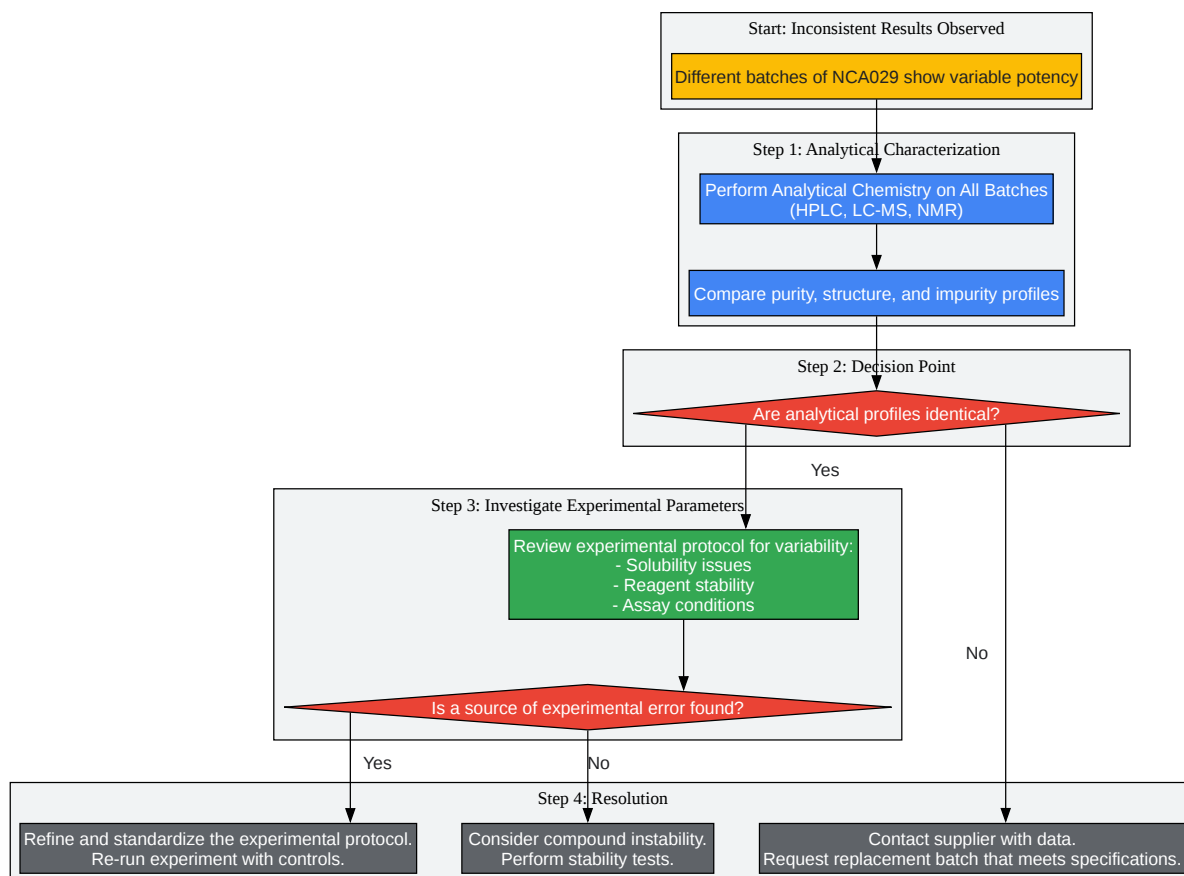 Start: Inconsistent Results Observed
Different batches of NCA029 show variable potency
Step 1: Analytical Characterization
Perform Analytical Chemistry on All Batches
(HPLC, LC-MS, NMR)
Compare purity, structure, and impurity profiles
Step 2: Decision Point
Are analytical profiles identical?
Yes
Step 3: Investigate Experimental Parameters
Review experimental protocol for variability:
- Solubility issues
- Reagent stability
- Assay conditions
No
Is a source of experimental error found?
Yes
No
Step 4: Resolution
Refine and standardize the experimental protocol.
Re-run experiment with controls.
Consider compound instability.
Perform stability tests.
Contact supplier with data.
Request replacement batch that meets specifications.